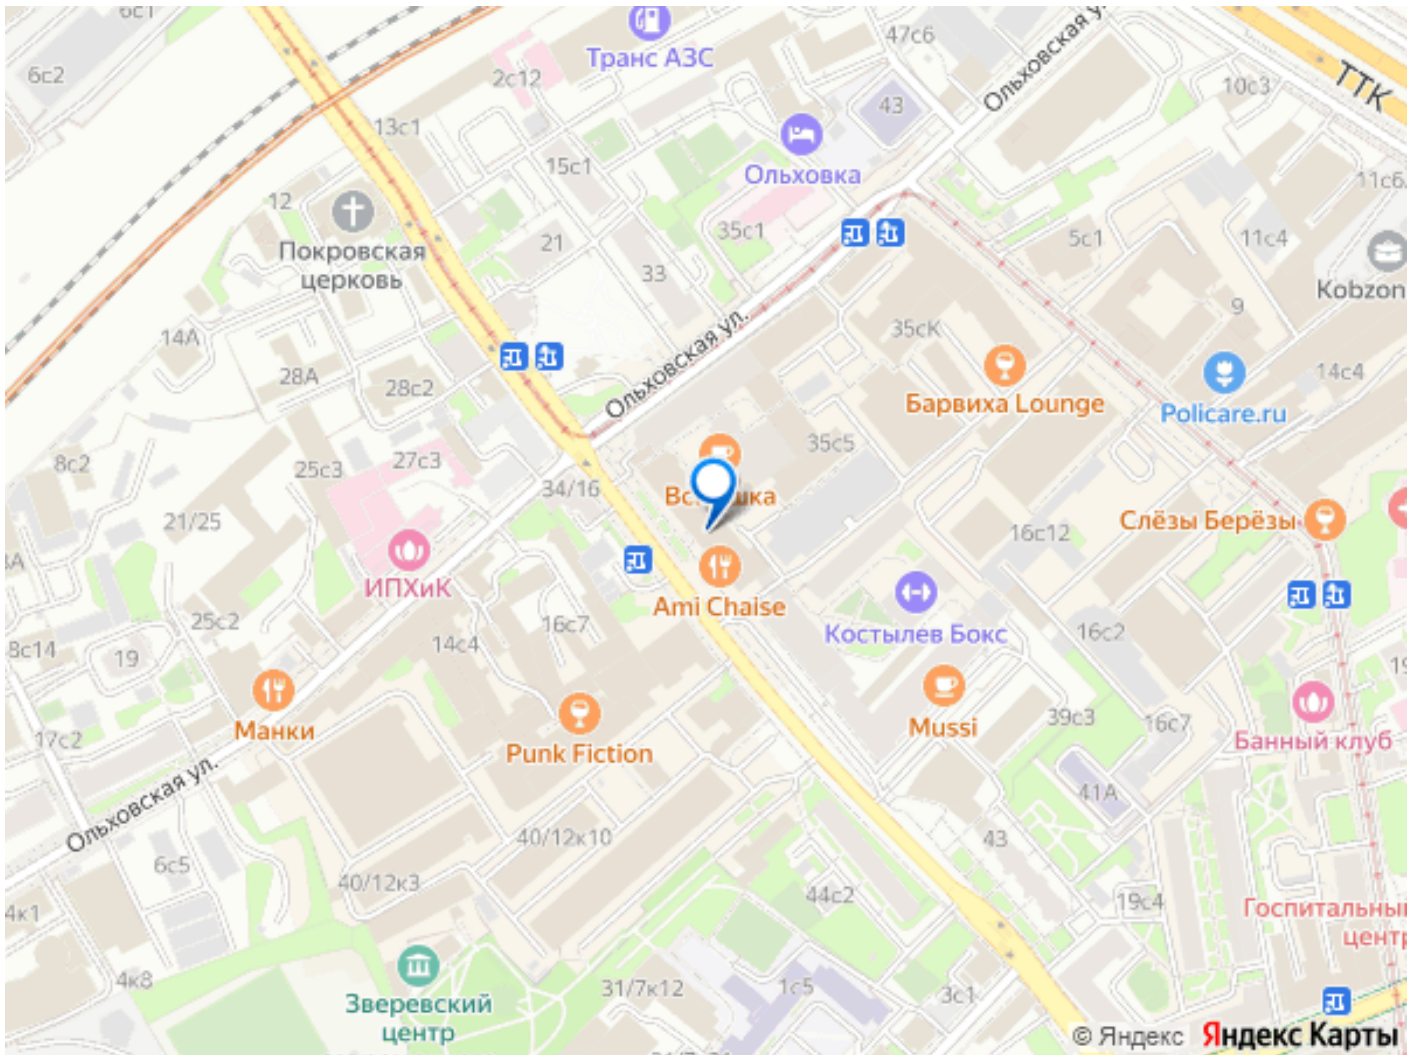 6с1
6с2
Транс АЗС
2с12
47с6
Ольховская у
ТТК
10с3
43
13с1
15с1
Ольховка
11с6
12
Покровская
церковь
21
35с1
33
5с1
11с4
Kobzon
9
14А
28А
28с2
Ольховская ул.
35сК
Барвиха Lounge
14с4
Policare.ru
8с2
25с3
27с3
34/16
35с5
21/25
ИПХиК
Ami Chaise
16с12
Слёзы Берёзы
25с2
8с14
19
14с4
16с7
Костылев Бокс
16с2
Манки
Punk Fiction
Mussi
39с3
16с7
Банный клуб
17с2
Ольховская ул.
41А
40/12к10
43
6с5
40/12к3
44с2
19с4
Госпитальны
центр
4к1
4к8
Зверевский
центр
31/7к12
1с5
3с1
© Яндекс Яндекс Карты